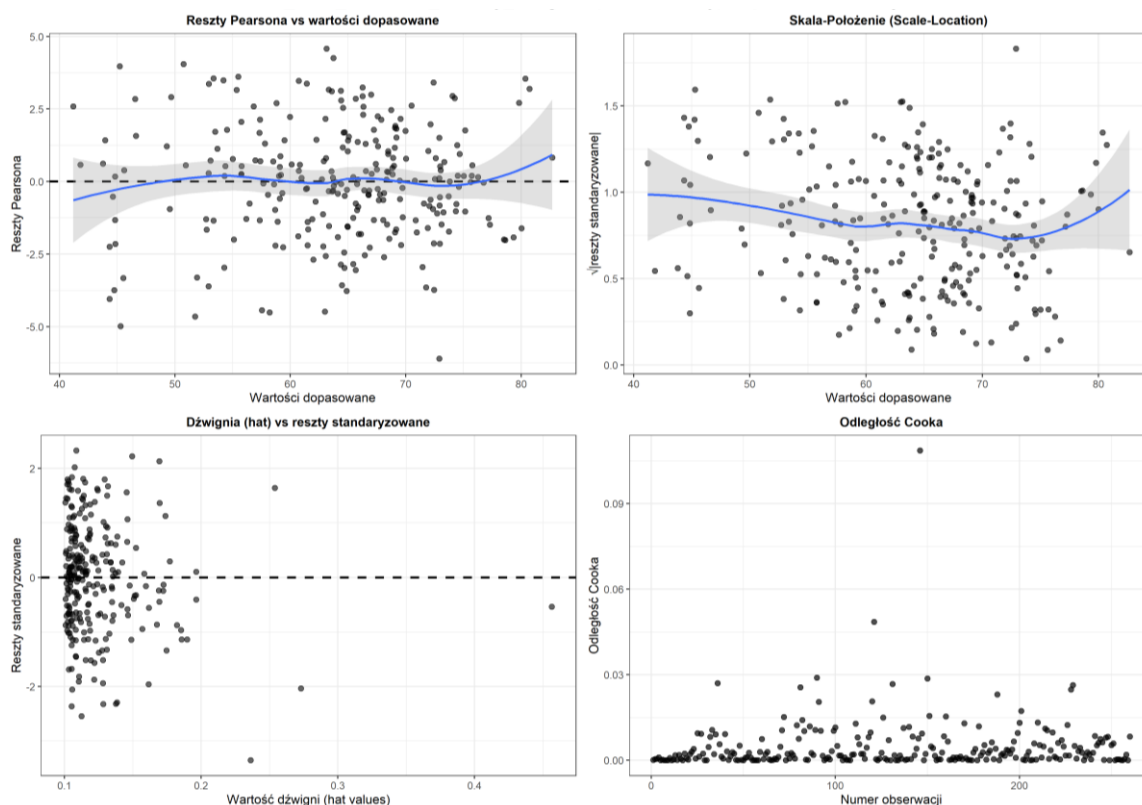 Reszty Pearsona vs wartości dopasowane
Reszty Pearsona
5.0
2.5
0.0
-2.5
-5.0
40
50
60
70
80
Wartości dopasowane
Skala-Położenie (Scale-Location)
√|reszty standaryzowane|
1.5
1.0
0.5
0.0
40
50
60
70
80
Wartości dopasowane
Dźwignia (hat) vs reszty standaryzowane
Reszty standaryzowane
2
0
-2
0.1
0.2
0.3
0.4
Wartość dźwigni (hat values)
Odległość Cooka
Odległość Cooka
0.09
0.06
0.03
0.00
0
100
200
Numer obserwacji